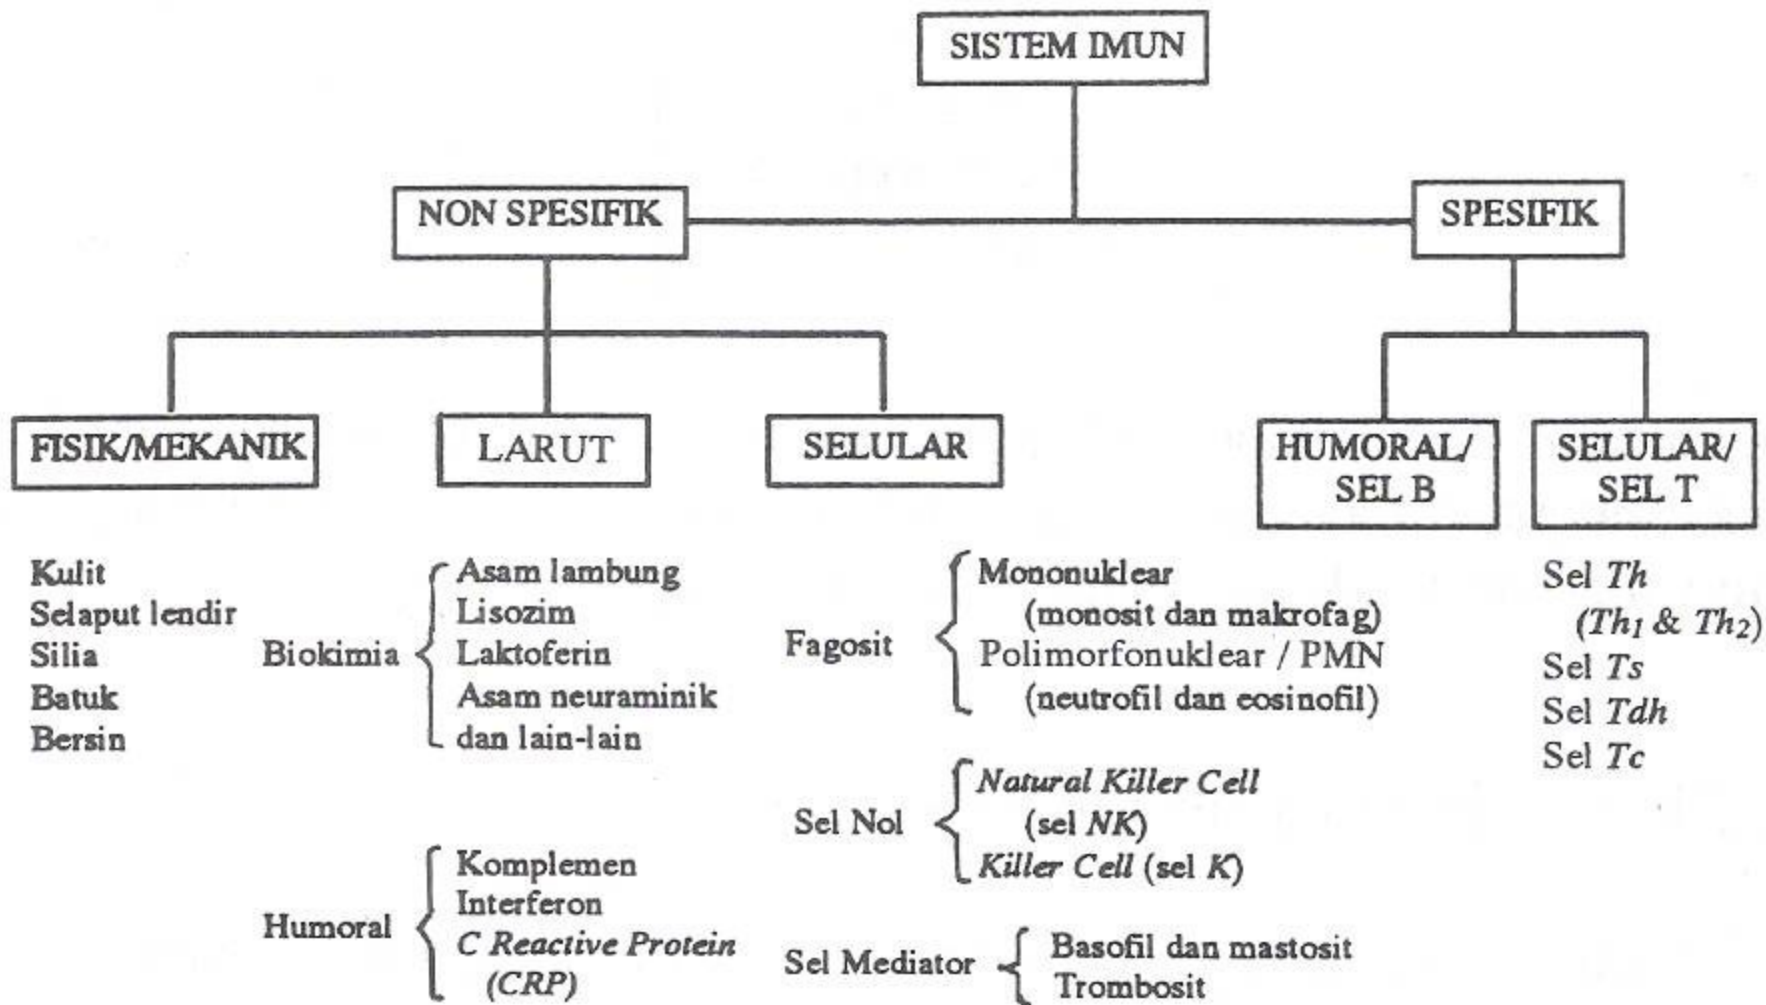 SISTEM IMUN
NON SPESIFIK
SPESIFIK
FISIK/MEKANIK
LARUT
SELULAR
HUMORAL/
SEL B
SELULAR/
SEL T
Kulit
Selaput lendir
Silia
Batuk
Bersin
Biokimia
Asam lambung
Lisozim
Laktoferin
Asam neuraminik
dan lain-lain
Humoral
Komplemen
Interferon
C Reactive Protein
(CRP)
Fagosit
Mononuklear
(monosit dan makrofag)
Polimorfonuklear / PMN
(neutrofil dan eosinofil)
Sel Nol
Natural Killer Cell
(sel NK)
Killer Cell (sel K)
Sel Mediator
Basofil dan mastosit
Trombosit
Sel Th
(Th1 & Th2)
Sel Ts
Sel Tdh
Sel Tc